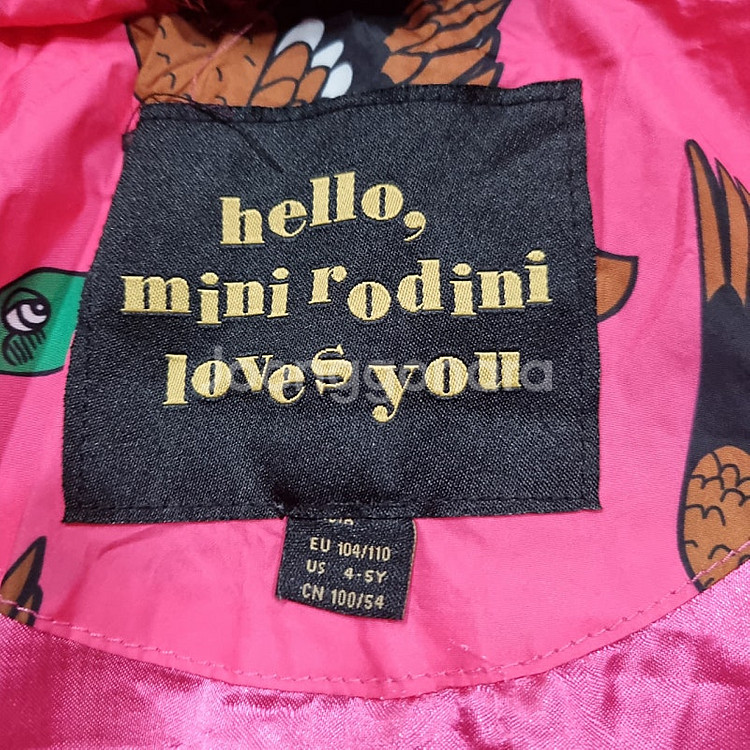 hello,
mini rodini
loves you
EU 104/110
US 4-5Y
CN 100/54